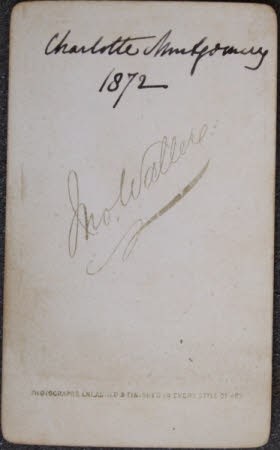 Charlotte Montgomery
1872
Jno. Wallace.
PHOTOGRAPHS ENLARGED & FINISHED IN EVERY STYLE OF ART